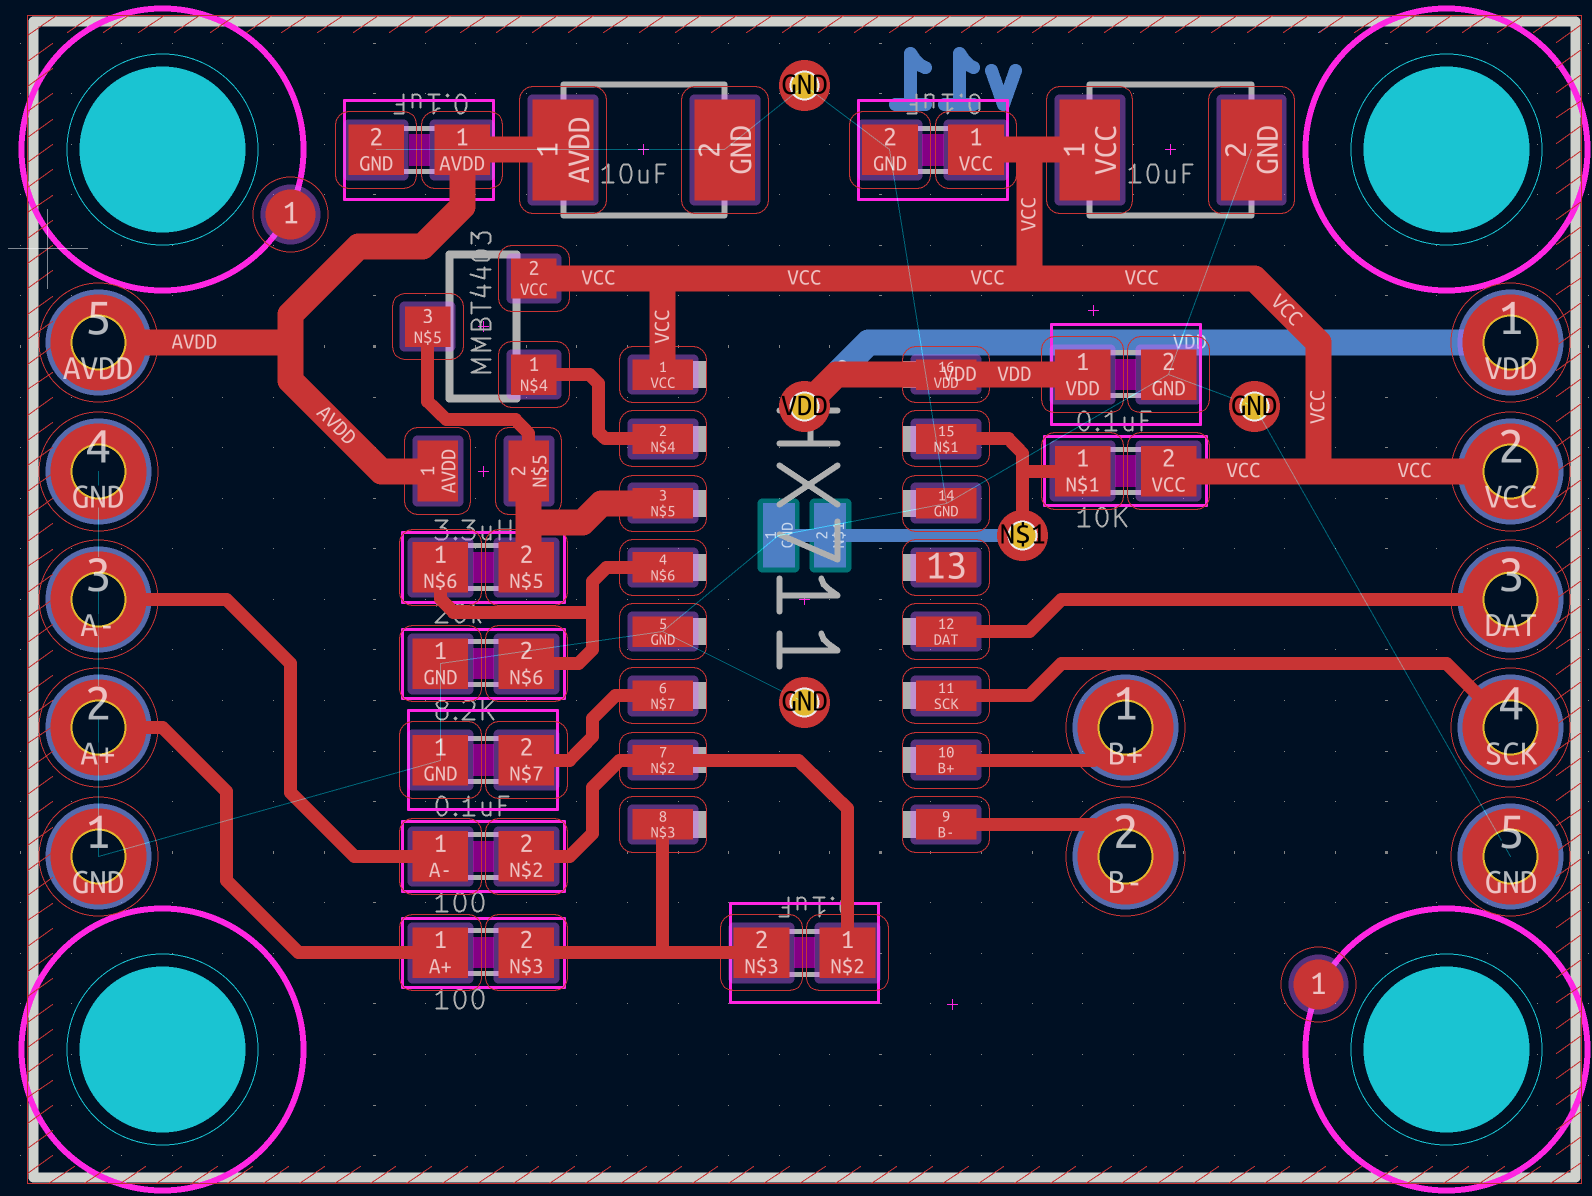 v11
0.1uF
0.1uF
2
GND
1
AVDD
1
AVDD
2
GND
GND
2
GND
1
VCC
1
VCC
2
GND
10uF
10uF
1
VCC
MMBT4403
2
VCC
VCC
VCC
VCC
VCC
VCC
3
N$5
1
N$4
VCC
5
AVDD
AVDD
AVDD
1
VCC
VDD
16
VDD
VDD
VDD
VDD
1
VDD
2
GND
0.1uF
GND
VCC
1
VDD
4
GND
1
AVDD
2
N$5
3.3uH
2
N$4
15
N$1
1
N$1
2
VCC
10K
VCC
VCC
2
VCC
3
N$5
14
GND
1
GND
2
N$1
N$1
HX711
1
N$6
2
N$5
20k
4
N$6
13
3
A-
5
GND
12
DAT
3
DAT
1
GND
2
N$6
8.2K
6
N$7
GND
11
SCK
4
SCK
2
A+
1
GND
2
N$7
0.1uF
7
N$2
10
B+
1
B+
1
GND
1
A-
2
N$2
100
8
N$3
9
B-
2
B-
5
GND
1
A+
2
N$3
100
0.1uF
2
N$3
1
N$2
1